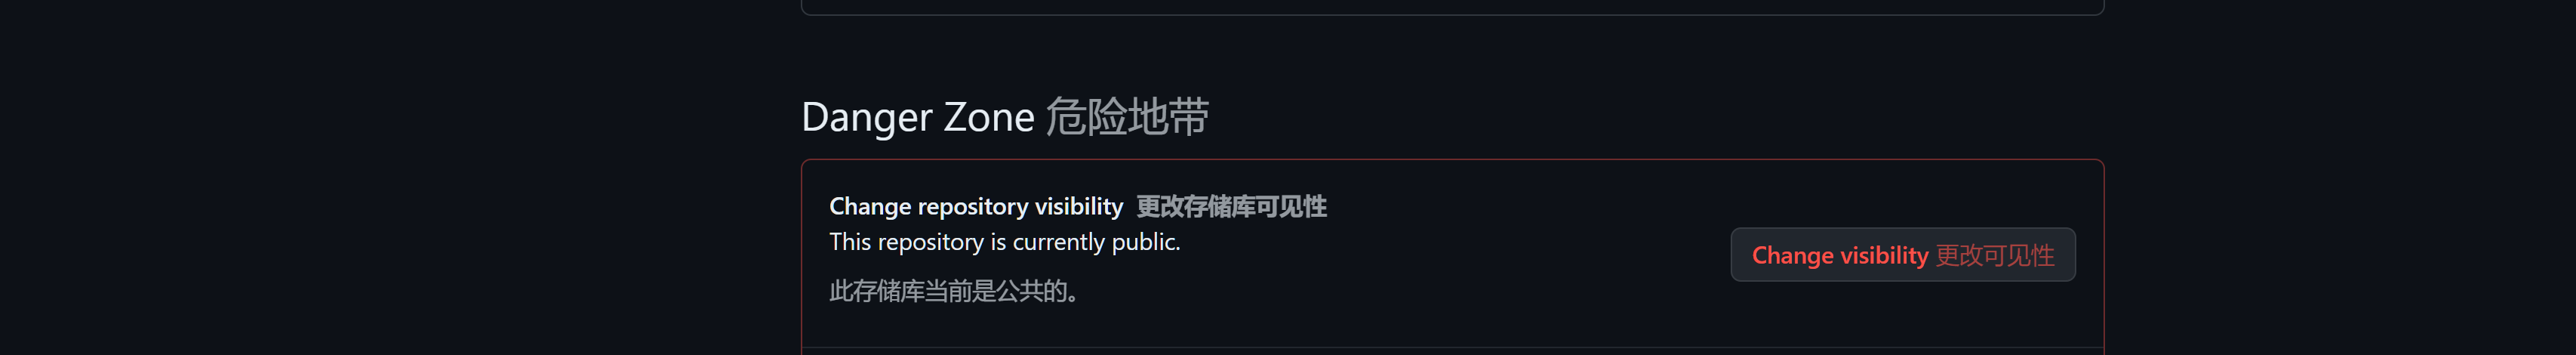 Danger Zone 危险地带
Change repository visibility 更改存储库可见性
This repository is currently public.
此存储库当前是公共的。
Change visibility 更改可见性